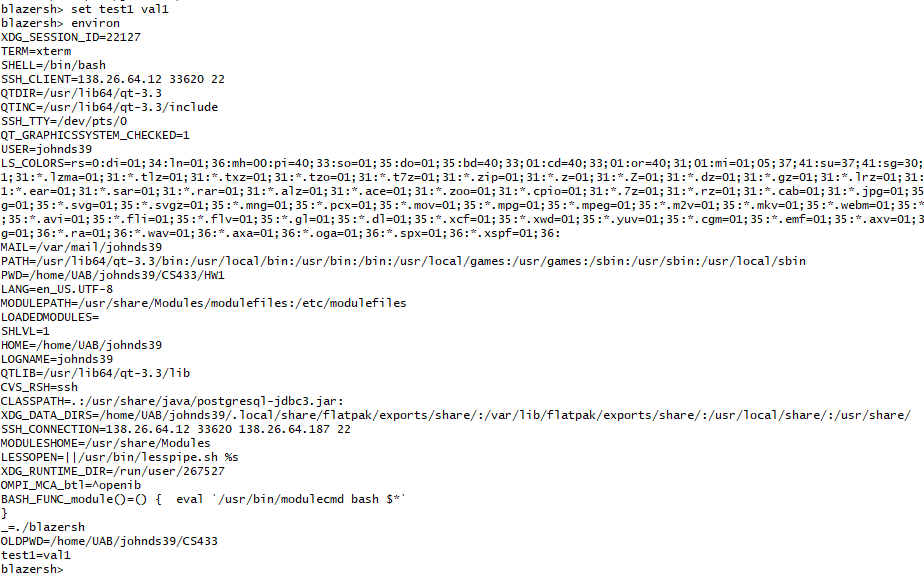 blazersh> set test1 val1
blazersh> environ
XDG_SESSION_ID=22127
TERM=xterm
SHELL=/bin/bash
SSH_CLIENT=138.26.64.12 33620 22
QTDIR=/usr/lib64/qt-3.3
QTINC=/usr/lib64/qt-3.3/include
SSH_TTY=/dev/pts/0
QT_GRAPHICSSYSTEM_CHECKED=1
USER=johnds39
LS_COLORS=rs=0:di=01;34:ln=01;36:mh=00:pi=40;33:so=01;35:do=01;35:bd=40;33;01:cd=40;33;01:or=40;31;01:mi=01;05;37;41:su=37;41:sg=30;
1;31:*.lzma=01;31:*.tlz=01;31:*.txz=01;31:*.tzo=01;31:*.t7z=01;31:*.zip=01;31:*.z=01;31:*.Z=01;31:*.dz=01;31:*.gz=01;31:*.lrz=01;31:
1:*.ear=01;31:*.sar=01;31:*.rar=01;31:*.alz=01;31:*.ace=01;31:*.zoo=01;31:*.cpio=01;31:*.7z=01;31:*.rz=01;31:*.cab=01;31:*.jpg=01;35
g=01;35:*.svg=01;35:*.svgz=01;35:*.mng=01;35:*.pcx=01;35:*.mov=01;35:*.mpg=01;35:*.mpeg=01;35:*.m2v=01;35:*.mkv=01;35:*.webm=01;35:*
;35:*.avi=01;35:*.fli=01;35:*.flv=01;35:*.gl=01;35:*.dl=01;35:*.xcf=01;35:*.xwd=01;35:*.yuv=01;35:*.cgm=01;35:*.emf=01;35:*.axv=01;3
g=01;36:*.ra=01;36:*.wav=01;36:*.axa=01;36:*.oga=01;36:*.spx=01;36:*.xspf=01;36:
MAIL=/var/mail/johnds39
PATH=/usr/lib64/qt-3.3/bin:/usr/local/bin:/usr/bin:/bin:/usr/local/games:/usr/games:/sbin:/usr/sbin:/usr/local/sbin
PWD=/home/UAB/johnds39/CS433/HW1
LANG=en_US.UTF-8
MODULEPATH=/usr/share/Modules/modulefiles:/etc/modulefiles
LOADEDMODULES=
SHLVL=1
HOME=/home/UAB/johnds39
LOGNAME=johnds39
QTLIB=/usr/lib64/qt-3.3/lib
CVS_RSH=ssh
CLASSPATH=.:/usr/share/java/postgresql-jdbc3.jar:
XDG_DATA_DIRS=/home/UAB/johnds39/.local/share/flatpak/exports/share/:/var/lib/flatpak/exports/share/:/usr/local/share/:/usr/share/
SSH_CONNECTION=138.26.64.12 33620 138.26.64.187 22
MODULESHOME=/usr/share/Modules
LESSOPEN=||/usr/bin/lesspipe.sh %s
XDG_RUNTIME_DIR=/run/user/267527
OMPI_MCA_btl=^openib
BASH_FUNC_module()=() {  eval `/usr/bin/modulecmd bash $*`
}
_=./blazersh
OLDPWD=/home/UAB/johnds39/CS433
test1=val1
blazersh>